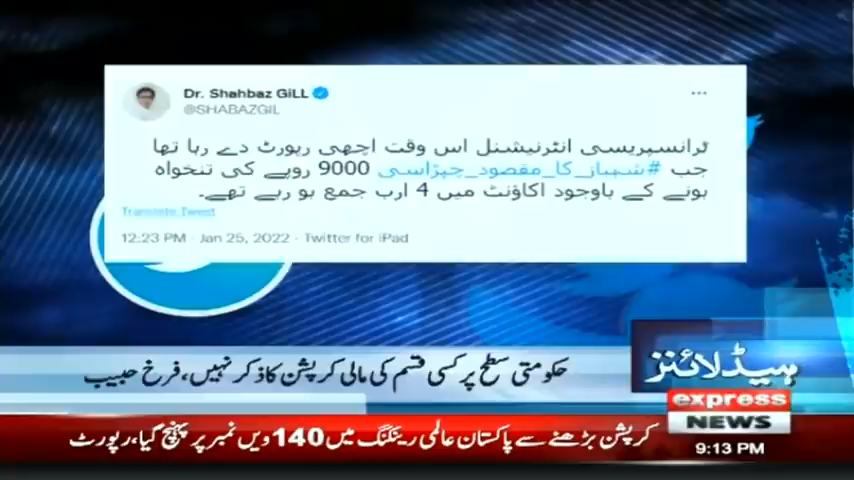 Dr. Shahbaz GiLL
@SHABAZGIL
ٹرانسپریسی انٹرنیشنل اس وقت اچھی رپورٹ دے رہا تھا
جب #شہباز_کا_مقصود_چپڑاسی 9000 روپے کی تنخواہ
ہونے کے باوجود اکاؤنٹ میں 4 ارب جمع ہو رہے تھے۔
Translate Tweet
12:23 PM · Jan 25, 2022 · Twitter for iPad
ہیڈلائنز
حکومتی سطح پر کسی قسم کی مالی کرپشن کا ذکر نہیں، فرخ حبیب
express
NEWS
کرپشن بڑھنے سے پاکستان عالمی رینکنگ میں 140 ویں نمبر پر پہنچ گیا، رپورٹ
9:13 PM